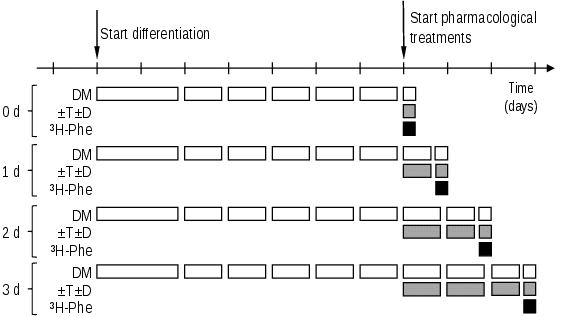 Start differentiation
Start pharmacological
treatments
Time
(days)
0 d
DM
±T±D
³H-Phe
1 d
DM
±T±D
³H-Phe
2 d
DM
±T±D
³H-Phe
3 d
DM
±T±D
³H-Phe